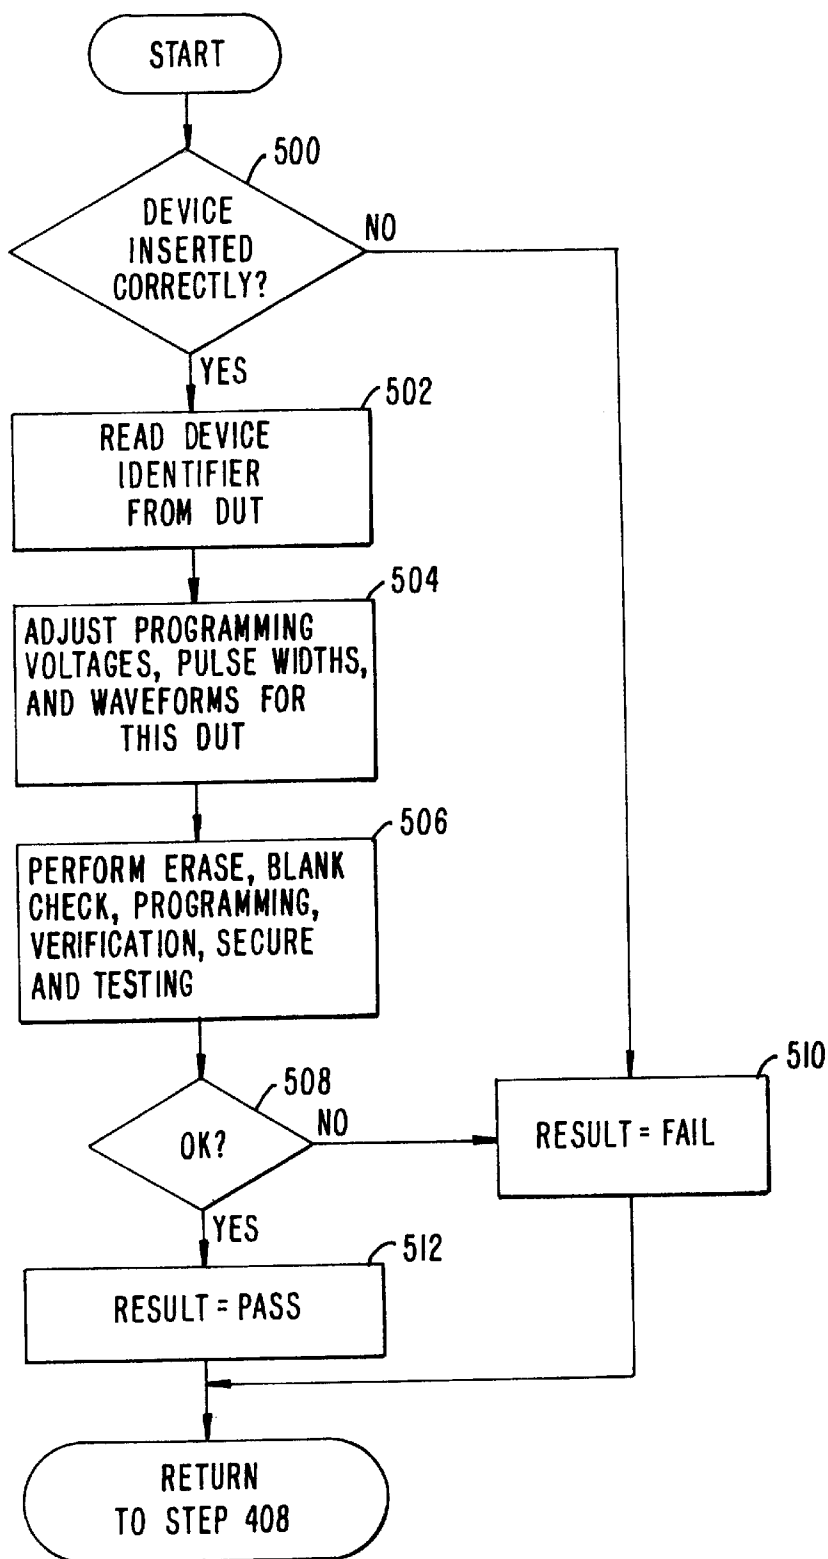 START
500
DEVICE
INSERTED
CORRECTLY?
NO
YES
502
READ DEVICE
IDENTIFIER
FROM DUT
504
ADJUST PROGRAMMING
VOLTAGES, PULSE WIDTHS,
AND WAVEFORMS FOR
THIS DUT
506
PERFORM ERASE, BLANK
CHECK, PROGRAMMING,
VERIFICATION, SECURE
AND TESTING
508
OK?
NO
510
RESULT = FAIL
YES
512
RESULT = PASS
RETURN
TO STEP 408